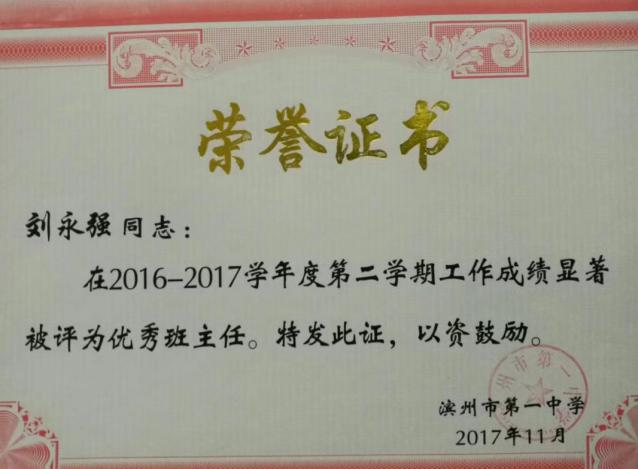 荣誉证书
刘永强同志：
在2016-2017学年度第二学期工作成绩显著
被评为优秀班主任。特发此证，以资鼓励。
滨州市第一中学
2017年11月